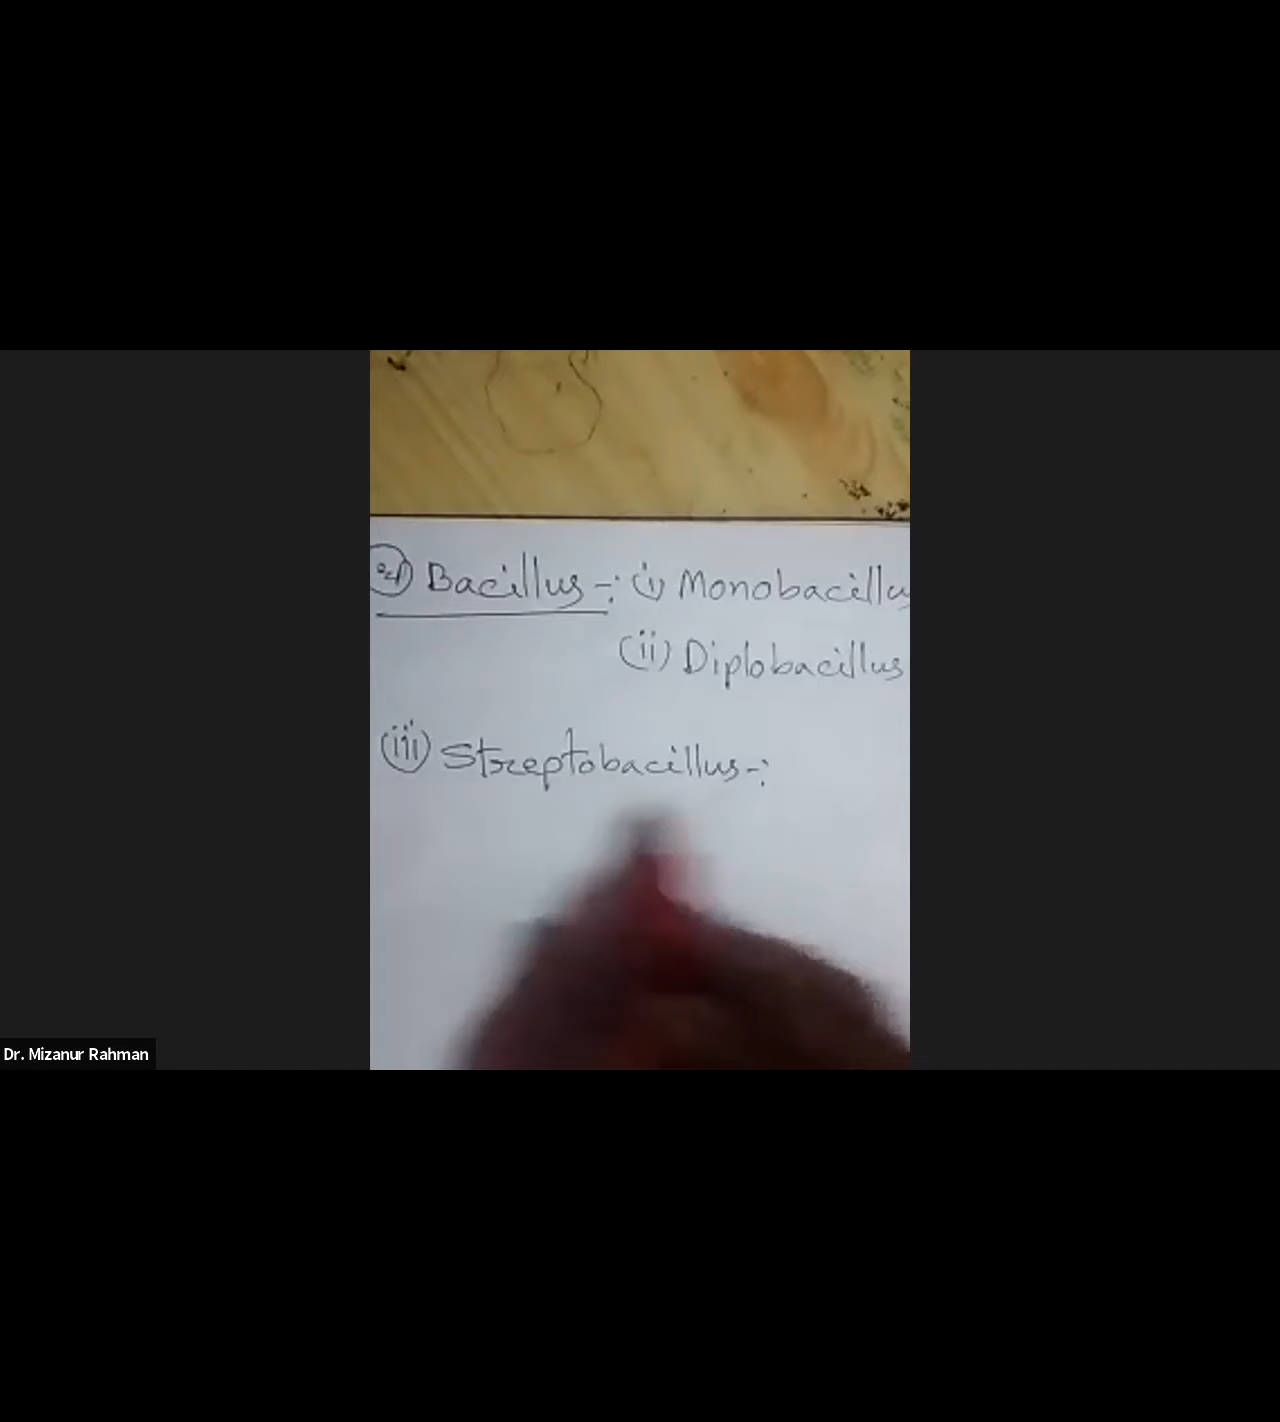 Bacillus -: (i) Monobacillu
(ii) Diplobacillus
(iii) Streptobacillus -:
Dr. Mizanur Rahman